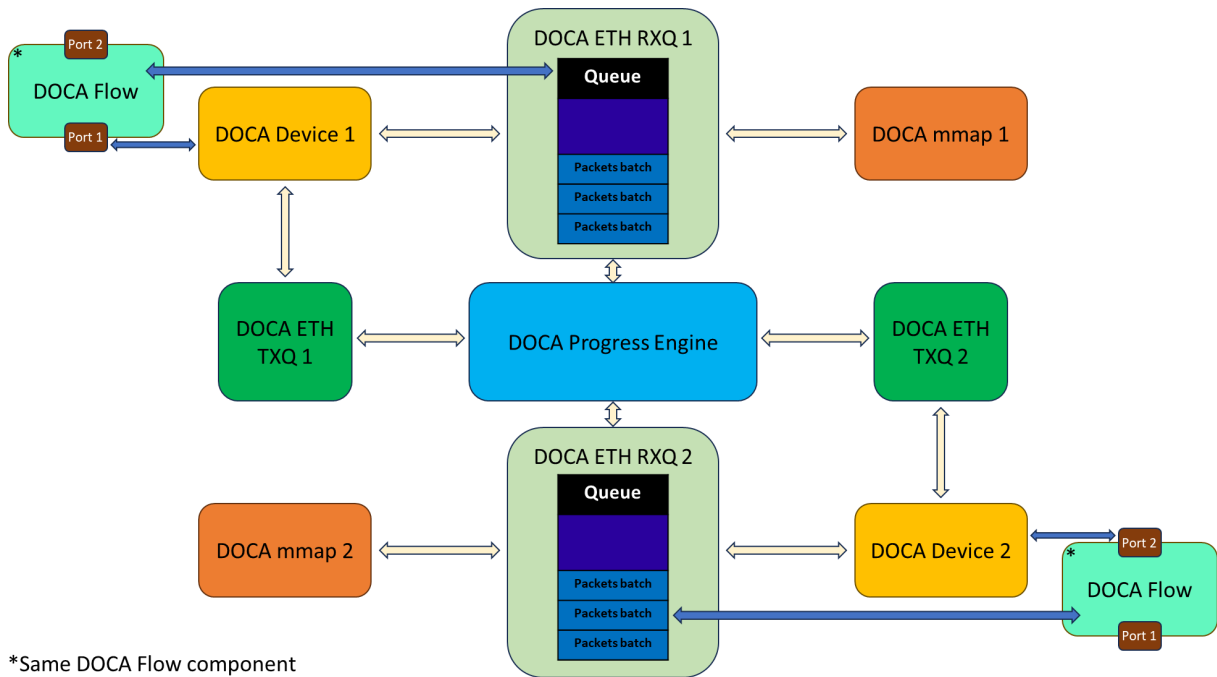 Port 2
*
DOCA Flow
Port 1
DOCA Device 1
DOCA ETH RXQ 1
Queue
Packets batch
Packets batch
Packets batch
DOCA mmap 1
DOCA ETH
TXQ 1
DOCA Progress Engine
DOCA ETH
TXQ 2
DOCA ETH RXQ 2
Queue
Packets batch
Packets batch
Packets batch
DOCA mmap 2
DOCA Device 2
Port 2
*
DOCA Flow
Port 1
*Same DOCA Flow component